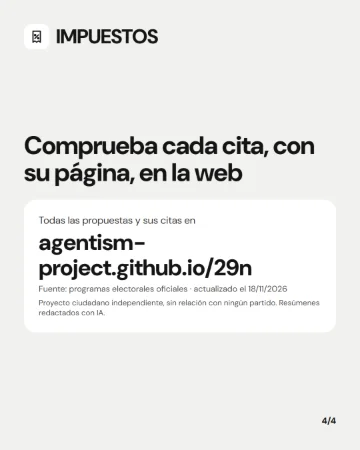 IMPUESTOS
Comprueba cada cita, con
su página, en la web
Todas las propuestas y sus citas en
agentism-
project.github.io/29n
Fuente: programas electorales oficiales · actualizado el 18/11/2026
Proyecto ciudadano independiente, sin relación con ningún partido. Resúmenes
redactados con IA.
4/4